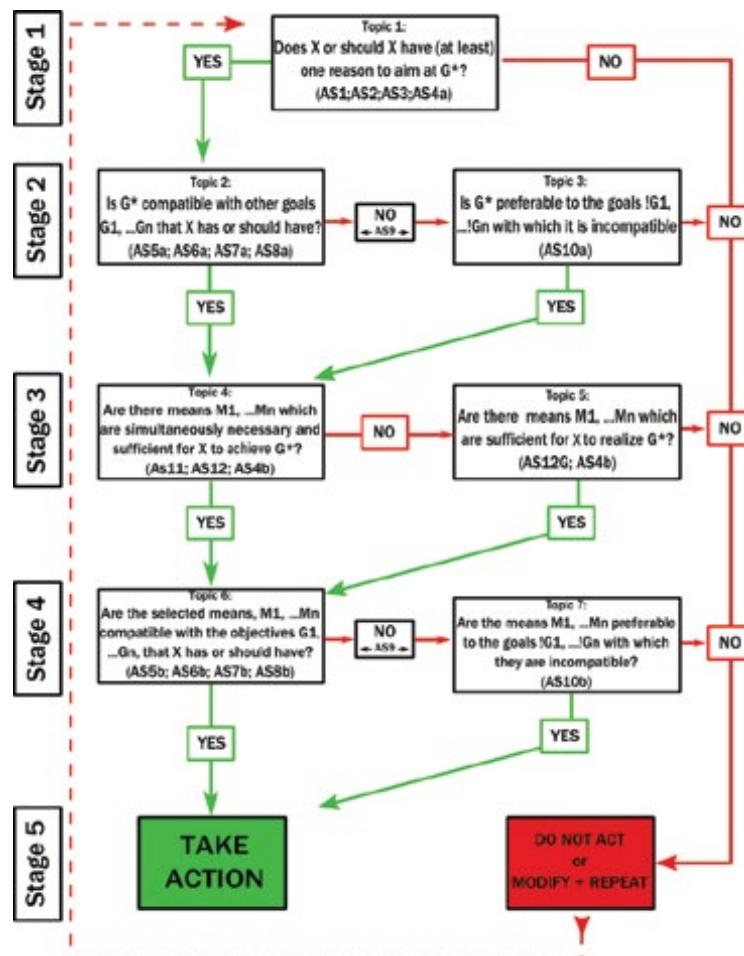 Stage 1
Topic 1:
Does X or should X have (at least)
one reason to aim at G*?
(AS1;AS2;AS3;AS4a)
YES
NO
Stage 2
Topic 2:
Is G* compatible with other goals
G1, ...Gn that X has or should have?
(AS5a; AS6a; AS7a; AS8a)
NO
AS9
Topic 3:
Is G* preferable to the goals !G1,
...!Gn with which it is incompatible
(AS10a)
NO
YES
YES
Stage 3
Topic 4:
Are there means M1, ...Mn which
are simultaneously necessary and
sufficient for X to achieve G*?
(As11; AS12; AS4b)
NO
Topic 5:
Are there means M1, ...Mn which
are sufficient for X to realize G*?
(AS12G; AS4b)
NO
YES
YES
Stage 4
Topic 6:
Are the selected means, M1, ...Mn
compatible with the objectives G1,
...Gn, that X has or should have?
(AS5b; AS6b; AS7b; AS8b)
NO
AS9
Topic 7:
Are the means M1, ...Mn preferable
to the goals !G1, ...!Gn with which
they are incompatible?
(AS10b)
NO
YES
YES
Stage 5
TAKE
ACTION
DO NOT ACT
or
MODIFY + REPEAT